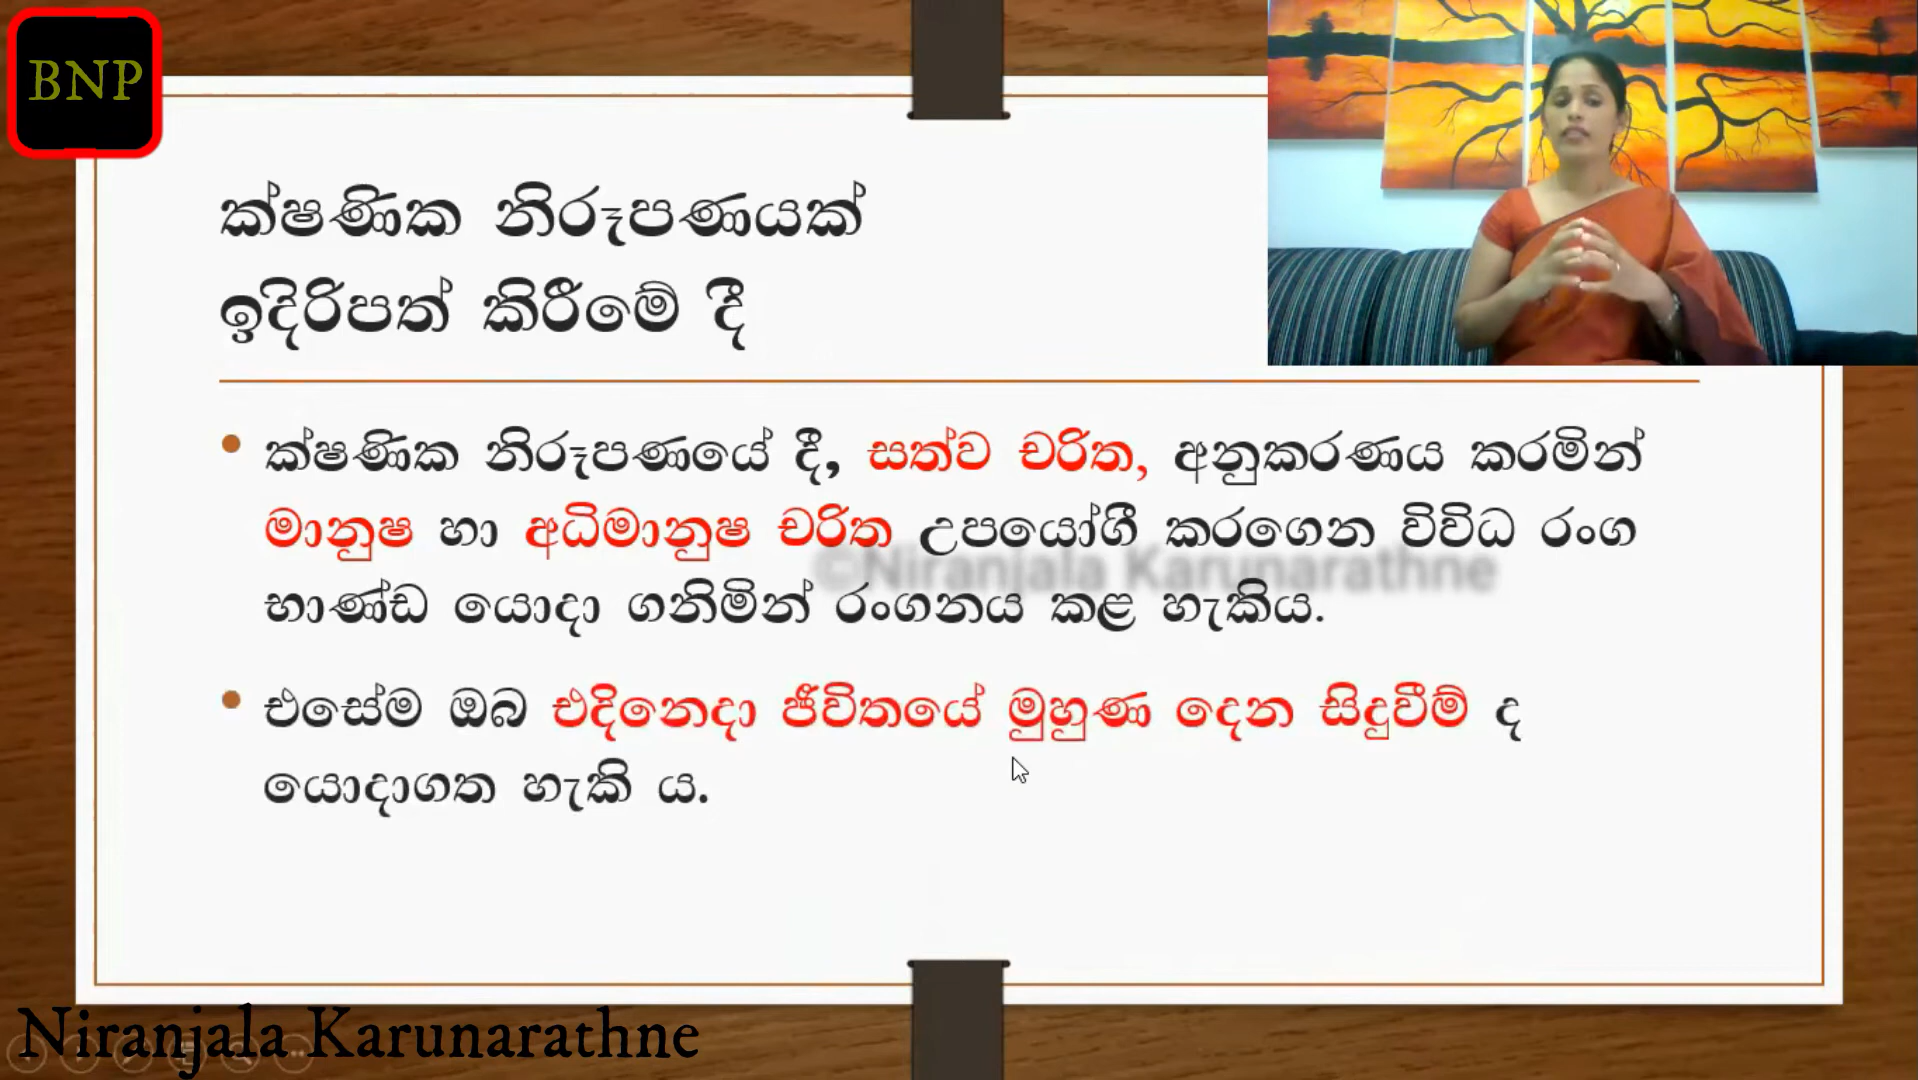 BNP
ක්ෂණික නිරූපණයක්
ඉදිරිපත් කිරීමේ දී
• ක්ෂණික නිරූපණයේ දී, සත්ව චරිත, අනුකරණය කරමින්
මානුෂ හා අධිමානුෂ චරිත උපයෝගී කරගෙන විවිධ රංග
©Niranjala Karunarathne
භාණ්ඩ යොදා ගනිමින් රංගනය කළ හැකිය.
• එසේම ඔබ එදිනෙදා ජීවිතයේ මුහුණ දෙන සිදුවීම් ද
යොදාගත හැකි ය.
Niranjala Karunarathne